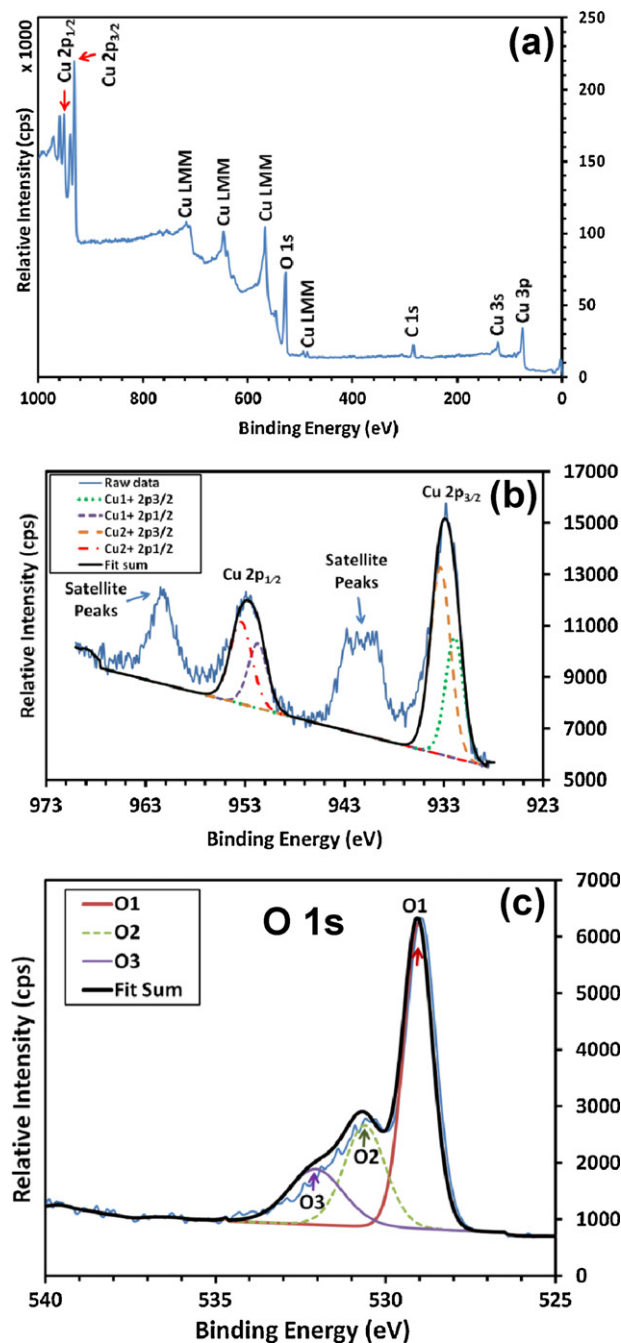 (a)
x 1000
Relative Intensity (cps)
Cu 2p1/2
Cu 2p3/2
Cu LMM
Cu LMM
Cu LMM
O 1s
Cu LMM
C 1s
Cu 3s
Cu 3p
250
200
150
100
50
0
1000 800 600 400 200 0
Binding Energy (eV)
(b)
Raw data
Cu1+ 2p3/2
Cu1+ 2p1/2
Cu2+ 2p3/2
Cu2+ 2p1/2
Fit sum
Cu 2p3/2
Satellite
Peaks
Cu 2p1/2
Satellite
Peaks
Relative Intensity (cps)
17000
15000
13000
11000
9000
7000
5000
973 963 953 943 933 923
Binding Energy (eV)
(c)
O1
O2
O3
Fit Sum
O 1s
O1
O2
O3
Relative Intensity (cps)
7000
6000
5000
4000
3000
2000
1000
0
540 535 530 525
Binding Energy (eV)